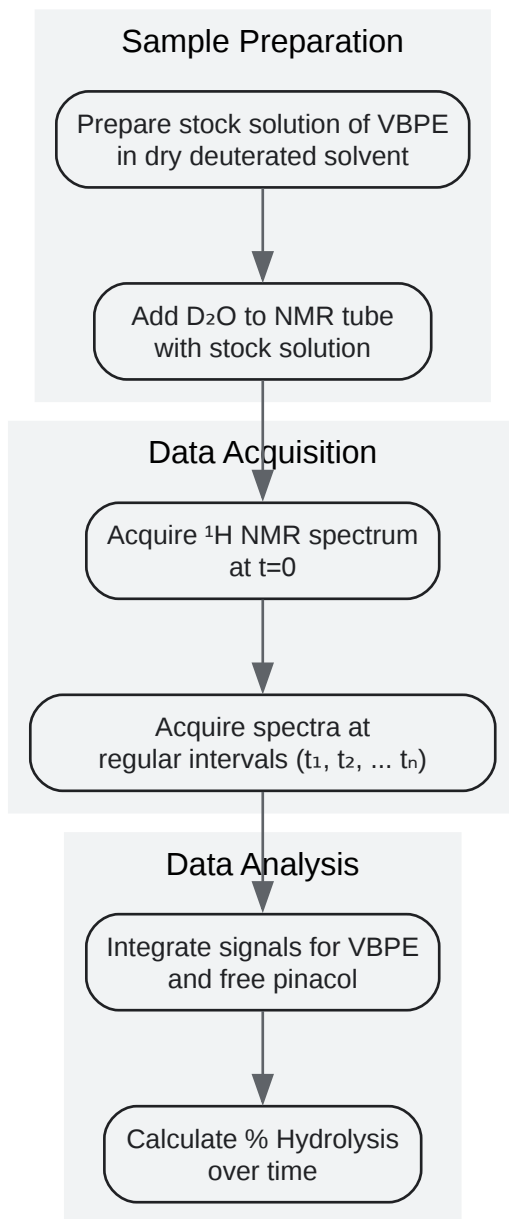 Sample Preparation
Prepare stock solution of VBPE
in dry deuterated solvent
Add D₂O to NMR tube
with stock solution
Data Acquisition
Acquire ¹H NMR spectrum
at t=0
Acquire spectra at
regular intervals (t₁, t₂, ... tₙ)
Data Analysis
Integrate signals for VBPE
and free pinacol
Calculate % Hydrolysis
over time